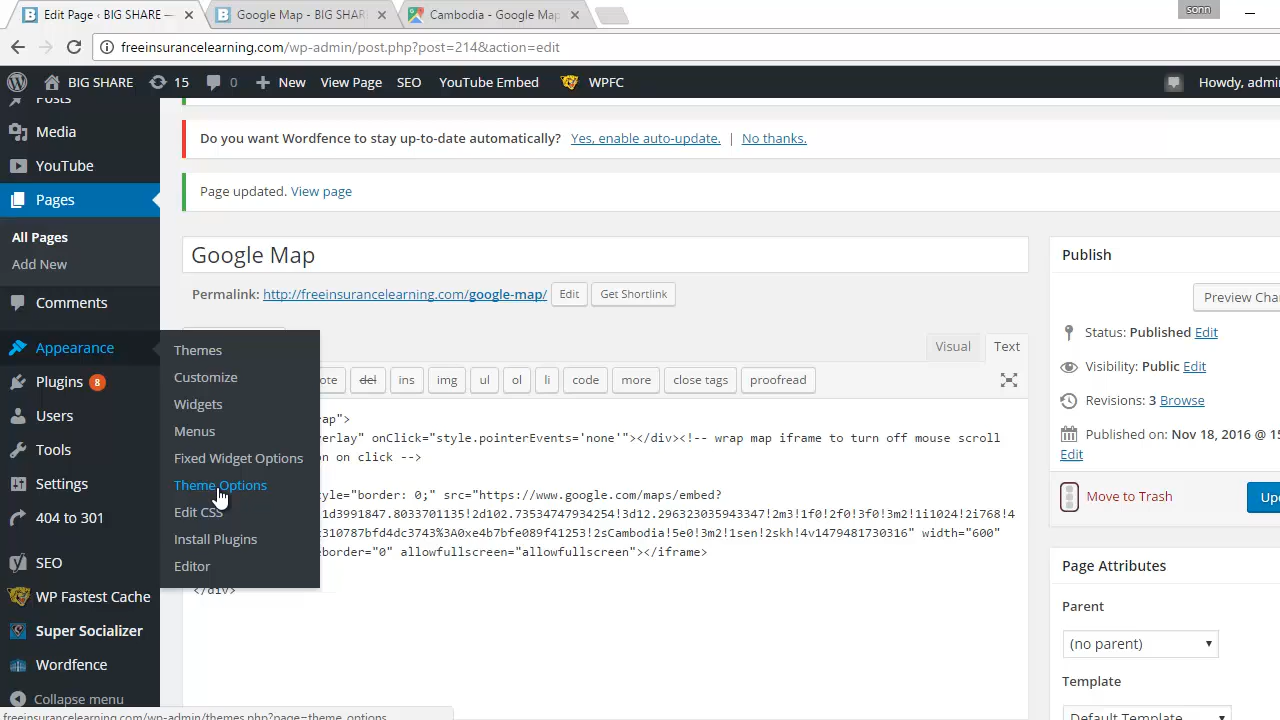 Edit Page ‹ BIG SHARE —
Google Map - BIG SHAR
Cambodia - Google Map
sonn
freeinsurancelearning.com/wp-admin/post.php?post=214&action=edit
BIG SHARE
15
0
New
View Page
SEO
YouTube Embed
WPFC
Howdy, admi
Posts
Media
YouTube
Pages
All Pages
Add New
Comments
Appearance
Plugins 8
Users
Tools
Settings
404 to 301
SEO
WP Fastest Cache
Super Socializer
Wordfence
Collapse menu
Themes
Customize
Widgets
Menus
Fixed Widget Options
Theme Options
Edit CSS
Install Plugins
Editor
Do you want Wordfence to stay up-to-date automatically? Yes, enable auto-update. | No thanks.
Page updated. View page
Google Map
Permalink: http://freeinsurancelearning.com/google-map/ Edit Get Shortlink
Visual Text
ote del ins img ul ol li code more close tags proofread
ap">
erlay" onClick="style.pointerEvents='none'"></div><!-- wrap map iframe to turn off mouse scroll
on on click -->
tyle="border: 0;" src="https://www.google.com/maps/embed?
1d3991847.8033701135!2d102.73534747934254!3d12.296323035943347!2m3!1f0!2f0!3f0!3m2!1i1024!2i768!4
310787bfd4dc3743%3A0xe4b7bfe089f41253!2sCambodia!5e0!3m2!1sen!2skh!4v1479481730316" width="600"
eborder="0" allowfullscreen="allowfullscreen"></iframe>
</div>
Publish
Preview Cha
Status: Published Edit
Visibility: Public Edit
Revisions: 3 Browse
Published on: Nov 18, 2016 @ 15
Edit
Move to Trash
Up
Page Attributes
Parent
(no parent)
Template
Default Template
freeinsurancelearning.com/wp-admin/themes.php?page=theme_options